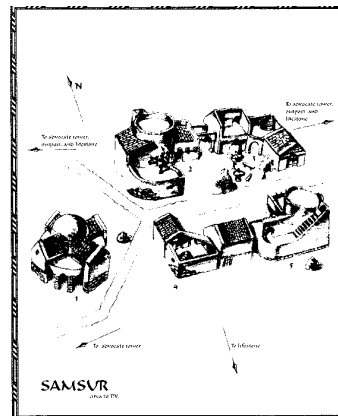 N
To advocate tower,
outpost, and lifestone
To advocate tower,
outpost and lifestone
2
1
4
5
To advocate tower
To lifestone
SAMSUR